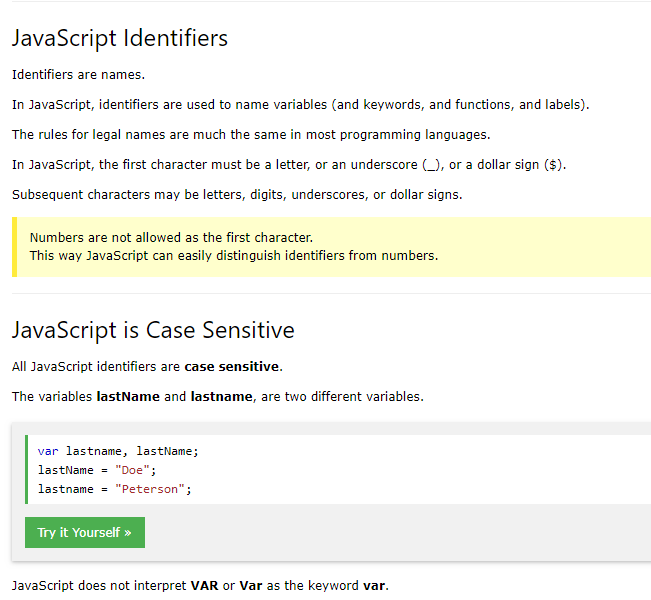 JavaScript Identifiers
Identifiers are names.
In JavaScript, identifiers are used to name variables (and keywords, and functions, and labels).
The rules for legal names are much the same in most programming languages.
In JavaScript, the first character must be a letter, or an underscore (_), or a dollar sign ($).
Subsequent characters may be letters, digits, underscores, or dollar signs.
Numbers are not allowed as the first character.
This way JavaScript can easily distinguish identifiers from numbers.
JavaScript is Case Sensitive
All JavaScript identifiers are case sensitive.
The variables lastName and lastname, are two different variables.
var lastname, lastName;
lastName = "Doe";
lastname = "Peterson";
Try it Yourself »
JavaScript does not interpret VAR or Var as the keyword var.